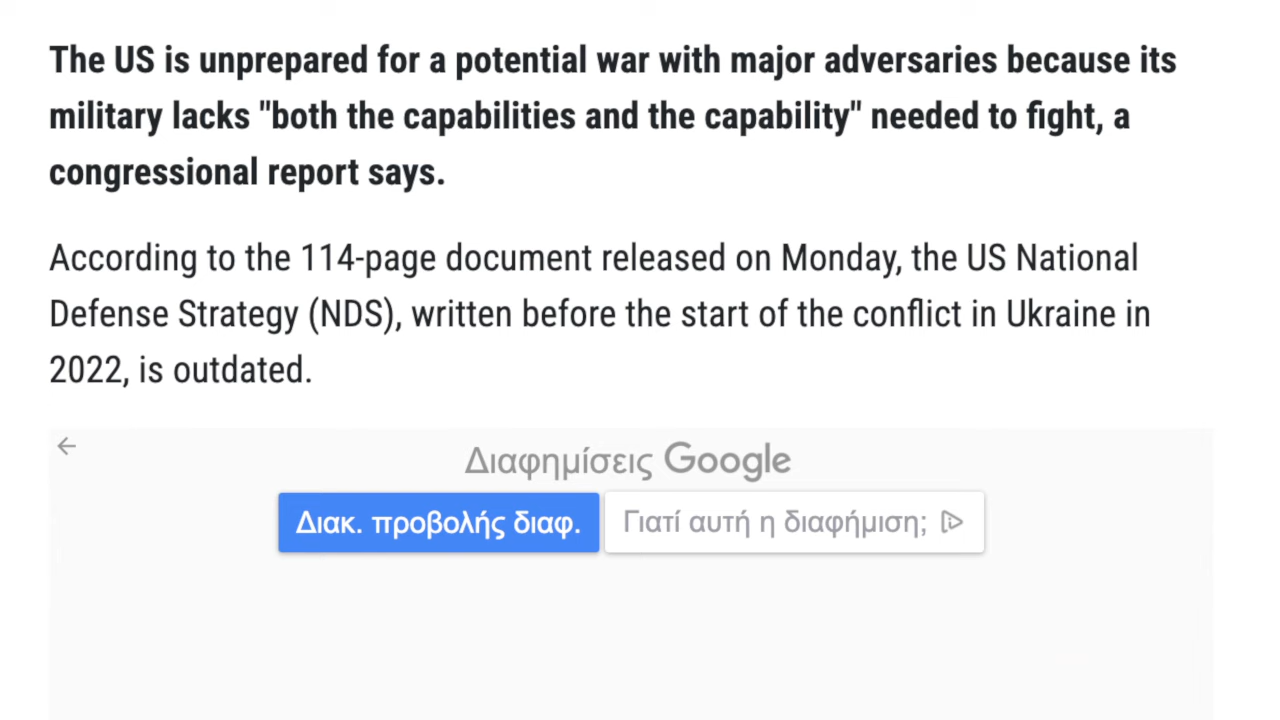 The US is unprepared for a potential war with major adversaries because its
military lacks "both the capabilities and the capability" needed to fight, a
congressional report says.
According to the 114-page document released on Monday, the US National
Defense Strategy (NDS), written before the start of the conflict in Ukraine in
2022, is outdated.
Διαφημίσεις Google
Διακ. προβολής διαφ.
Γιατί αυτή η διαφήμιση;